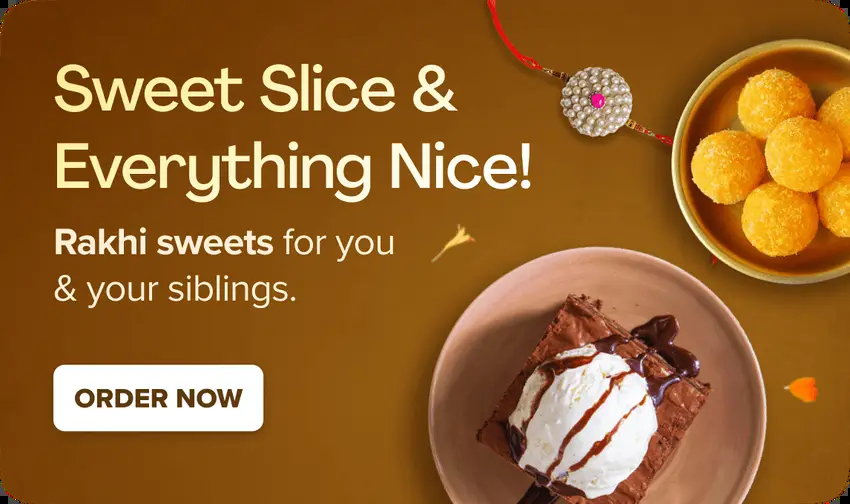 Sweet Slice &
Everything Nice!
Rakhi sweets for you
& your siblings.
ORDER NOW